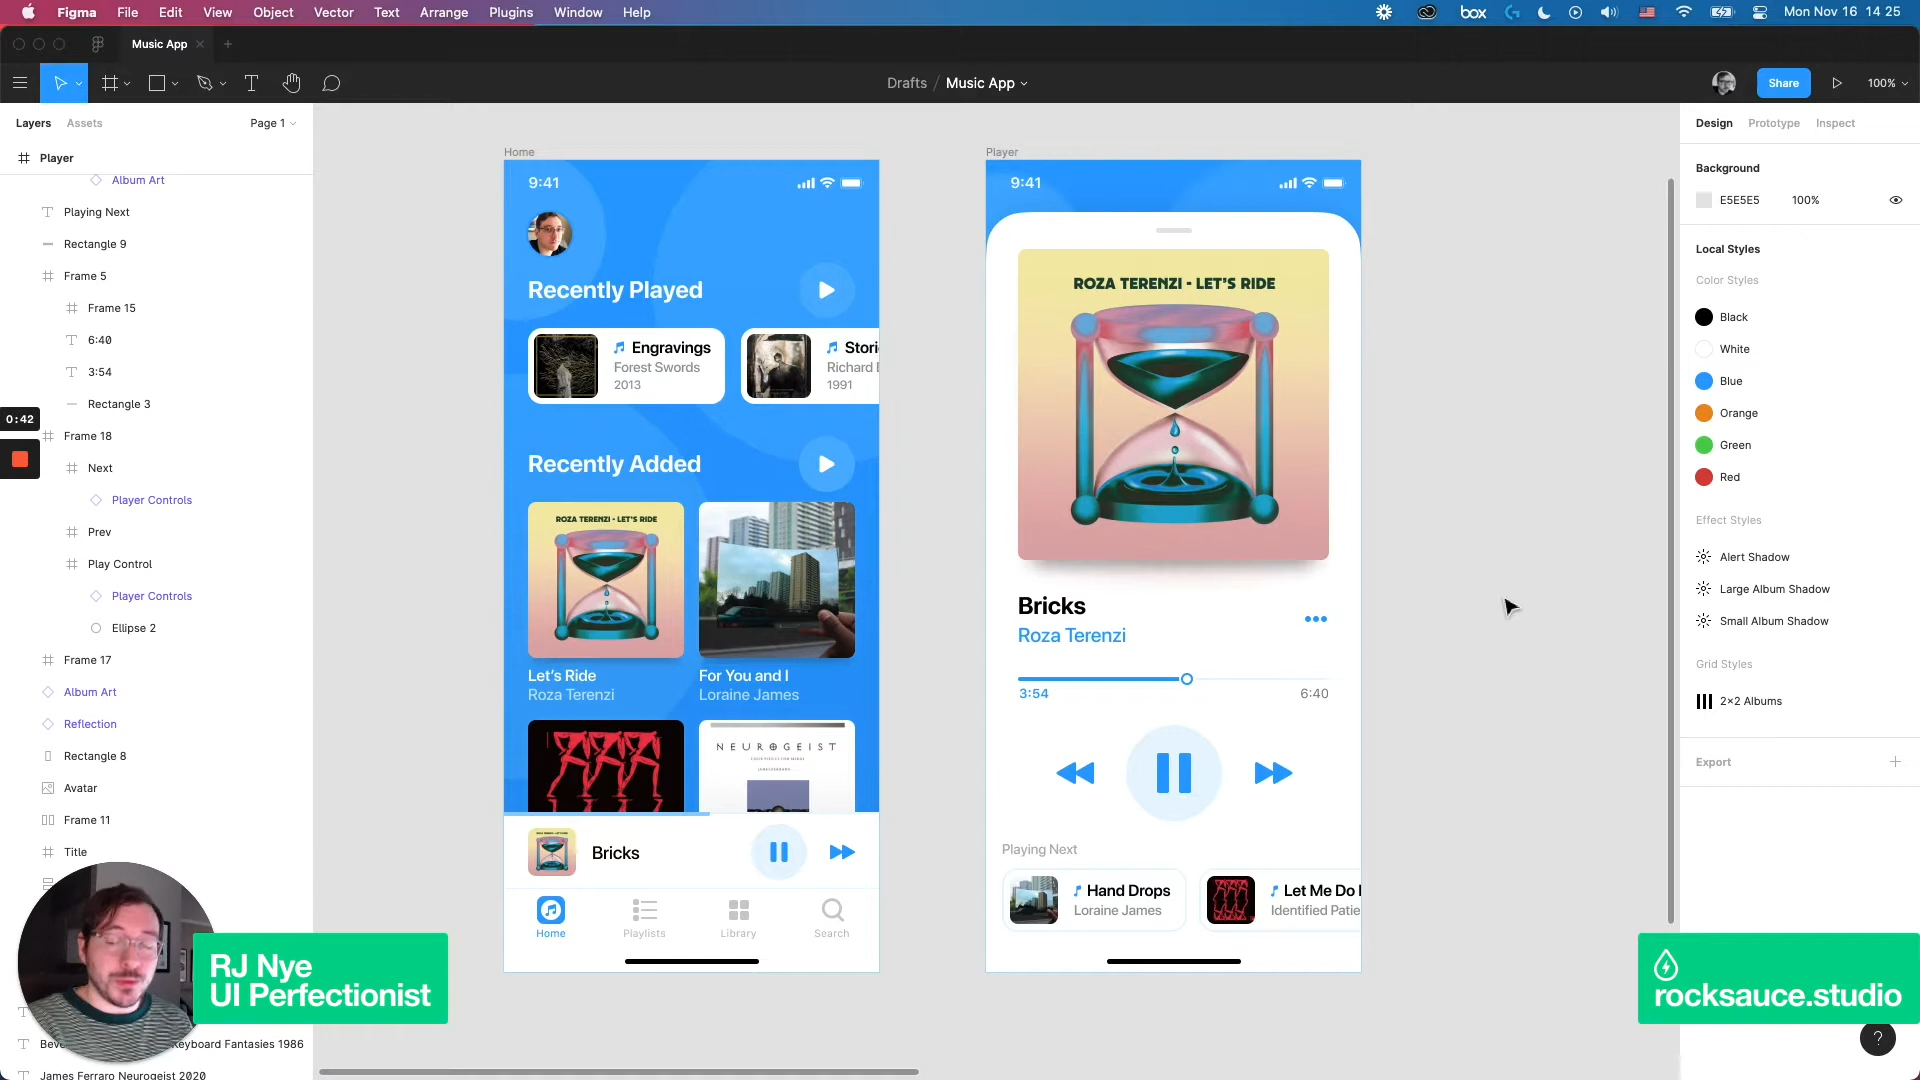 Figma File Edit View Object Vector Text Arrange Plugins Window Help
box
Mon Nov 16 14 25
Music App
Drafts / Music App
Share
100%
Layers Assets Page 1
Player
Album Art
Playing Next
Rectangle 9
Frame 5
Frame 15
6:40
3:54
Rectangle 3
0:42
Frame 18
Next
Player Controls
Prev
Play Control
Player Controls
Ellipse 2
Frame 17
Album Art
Reflection
Rectangle 8
Avatar
Frame 11
Title
Keyboard Fantasies 1986
James Ferraro Neurogeist 2020
RJ Nye
UI Perfectionist
Home
9:41
Recently Played
Engravings
Forest Swords
2013
Stori
Richard
1991
Recently Added
ROZA TERENZI - LET'S RIDE
Let's Ride
Roza Terenzi
For You and I
Loraine James
NEUROGEIST
Bricks
Home
Playlists
Library
Search
Player
9:41
ROZA TERENZI - LET'S RIDE
Bricks
Roza Terenzi
3:54
6:40
Playing Next
Hand Drops
Loraine James
Let Me Do
Identified Patie
Design Prototype Inspect
Background
E5E5E5 100%
Local Styles
Color Styles
Black
White
Blue
Orange
Green
Red
Effect Styles
Alert Shadow
Large Album Shadow
Small Album Shadow
Grid Styles
2×2 Albums
Export
rocksauce.studio
?